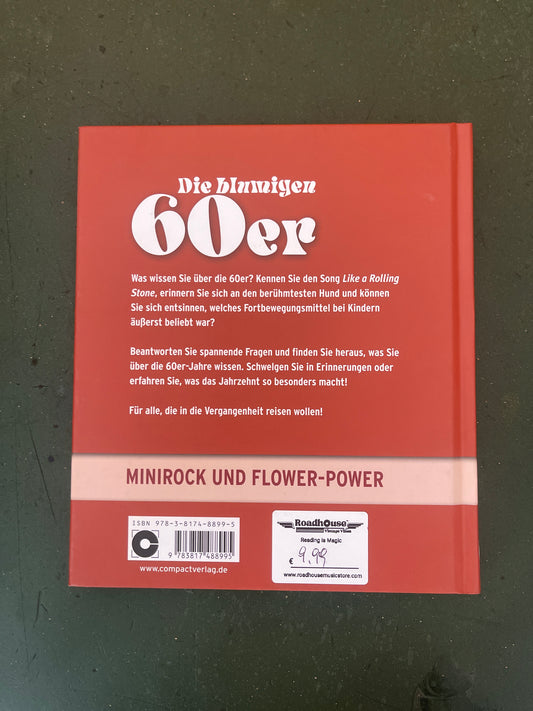 Die blumigen
60er
Was wissen Sie über die 60er? Kennen Sie den Song Like a Rolling
Stone, erinnern Sie sich an den berühmtesten Hund und können
Sie sich entsinnen, welches Fortbewegungsmittel bei Kindern
äußerst beliebt war?
Beantworten Sie spannende Fragen und finden Sie heraus, was Sie
über die 60er-Jahre wissen. Schwelgen Sie in Erinnerungen oder
erfahren Sie, was das Jahrzehnt so besonders macht!
Für alle, die in die Vergangenheit reisen wollen!
MINIROCK UND FLOWER-POWER
ISBN 978-3-8174-8899-5
9 783817 488995
www.compactverlag.de
Roadhouse
Vintage Vibes
Reading is Magic
€ 9,99
www.roadhousemusicstore.com